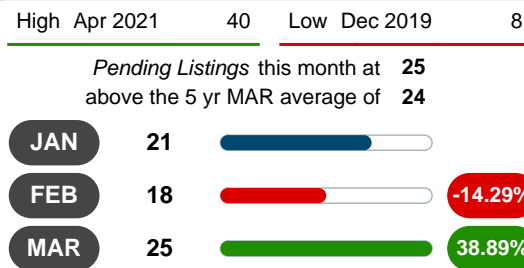 High Apr 2021 40 Low Dec 2019 8
Pending Listings this month at 25
above the 5 yr MAR average of 24
JAN 21
FEB 18 -14.29%
MAR 25 38.89%